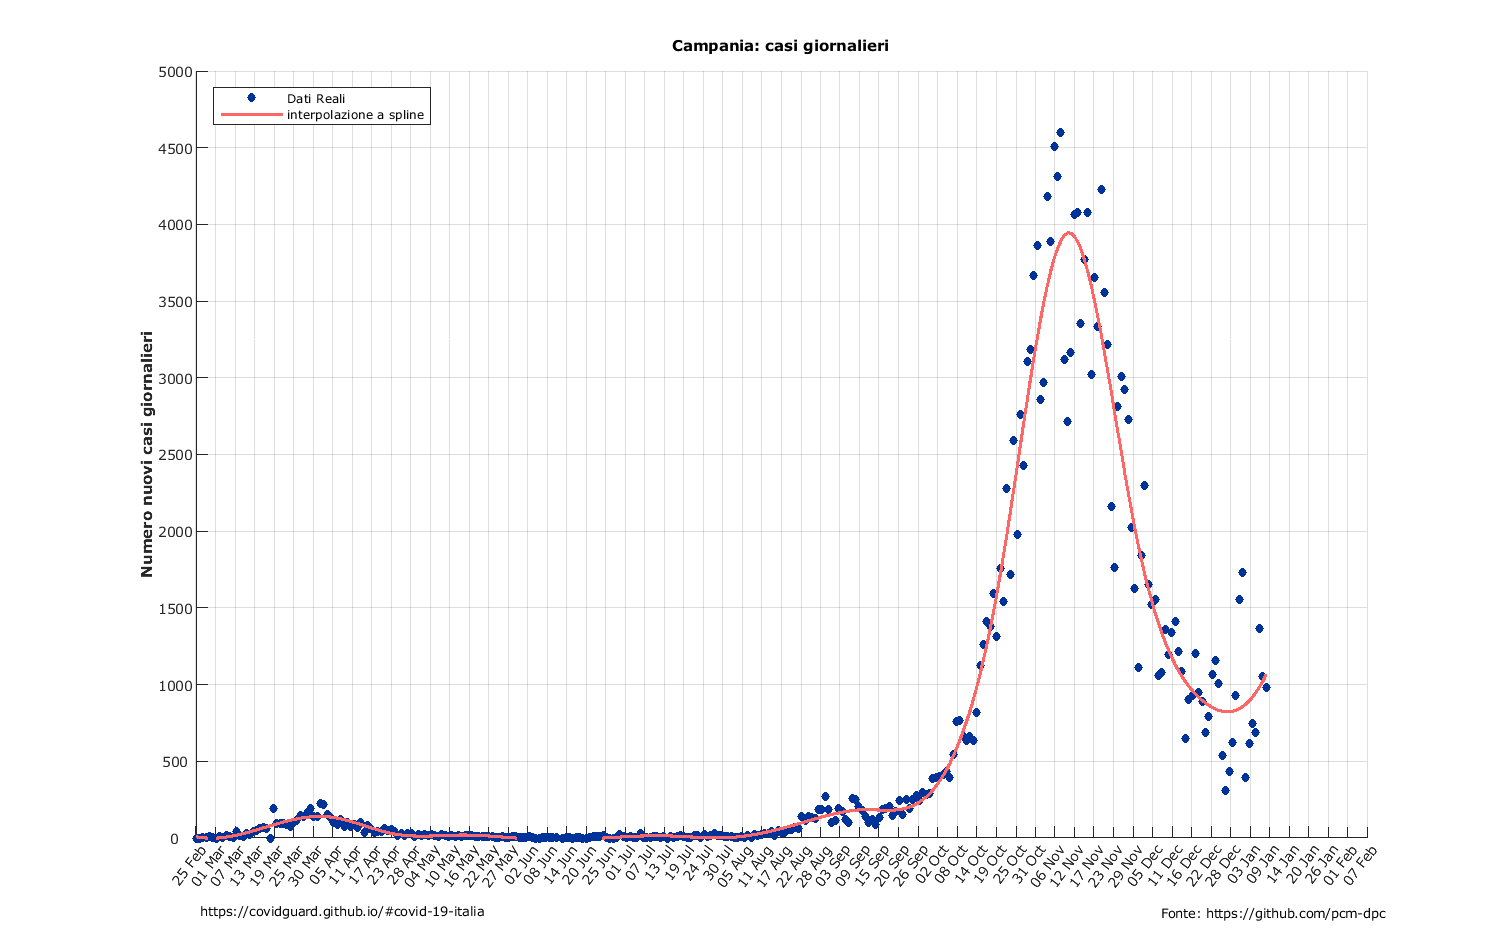 Campania: casi giornalieri
Dati Reali
interpolazione a spline
Numero nuovi casi giornalieri
5000
4500
4000
3500
3000
2500
2000
1500
1000
500
0
25 Feb
01 Mar
07 Mar
13 Mar
19 Mar
25 Mar
30 Mar
05 Apr
11 Apr
17 Apr
23 Apr
28 Apr
04 May
10 May
16 May
22 May
27 May
02 Jun
08 Jun
14 Jun
20 Jun
25 Jun
01 Jul
07 Jul
13 Jul
19 Jul
24 Jul
30 Jul
05 Aug
11 Aug
17 Aug
22 Aug
28 Aug
03 Sep
09 Sep
15 Sep
20 Sep
26 Sep
02 Oct
08 Oct
14 Oct
19 Oct
25 Oct
31 Oct
06 Nov
12 Nov
17 Nov
23 Nov
29 Nov
05 Dec
11 Dec
16 Dec
22 Dec
28 Dec
03 Jan
09 Jan
14 Jan
20 Jan
26 Jan
01 Feb
07 Feb
https://covidguard.github.io/#covid-19-italia
Fonte: https://github.com/pcm-dpc